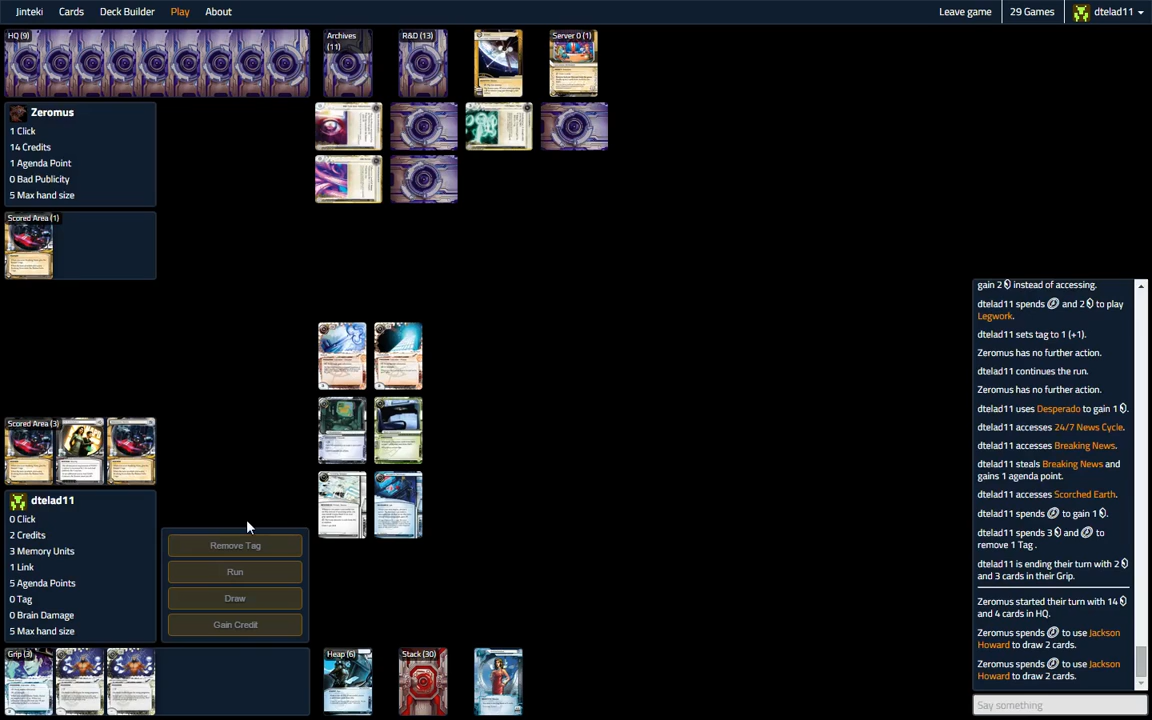 Jinteki
Cards
Deck Builder
Play
About
Leave game
29 Games
dtelad11
HQ (9)
Archives
(11)
R&D (13)
Server 0 (1)
Zeromus
1 Click
14 Credits
1 Agenda Point
0 Bad Publicity
5 Max hand size
Scored Area (1)
Scored Area (3)
dtelad11
0 Click
2 Credits
3 Memory Units
1 Link
5 Agenda Points
0 Tag
0 Brain Damage
5 Max hand size
Remove Tag
Run
Draw
Gain Credit
Grip (3)
Heap (6)
Stack (30)
gain 2 instead of accessing.
dtelad11 spends and 2 to play
Legwork.
dtelad11 sets tag to 1 (+1).
Zeromus has no further action.
dtelad11 continues the run.
Zeromus has no further action.
dtelad11 uses Desperado to gain 1 .
dtelad11 accesses 24/7 News Cycle.
dtelad11 accesses Breaking News.
dtelad11 steals Breaking News and
gains 1 agenda point.
dtelad11 accesses Scorched Earth.
dtelad11 spends to gain 1 .
dtelad11 spends 3 and to
remove 1 Tag .
dtelad11 is ending their turn with 2
and 3 cards in their Grip.
Zeromus started their turn with 14
and 4 cards in HQ.
Zeromus spends to use Jackson
Howard to draw 2 cards.
Zeromus spends to use Jackson
Howard to draw 2 cards.
Say something